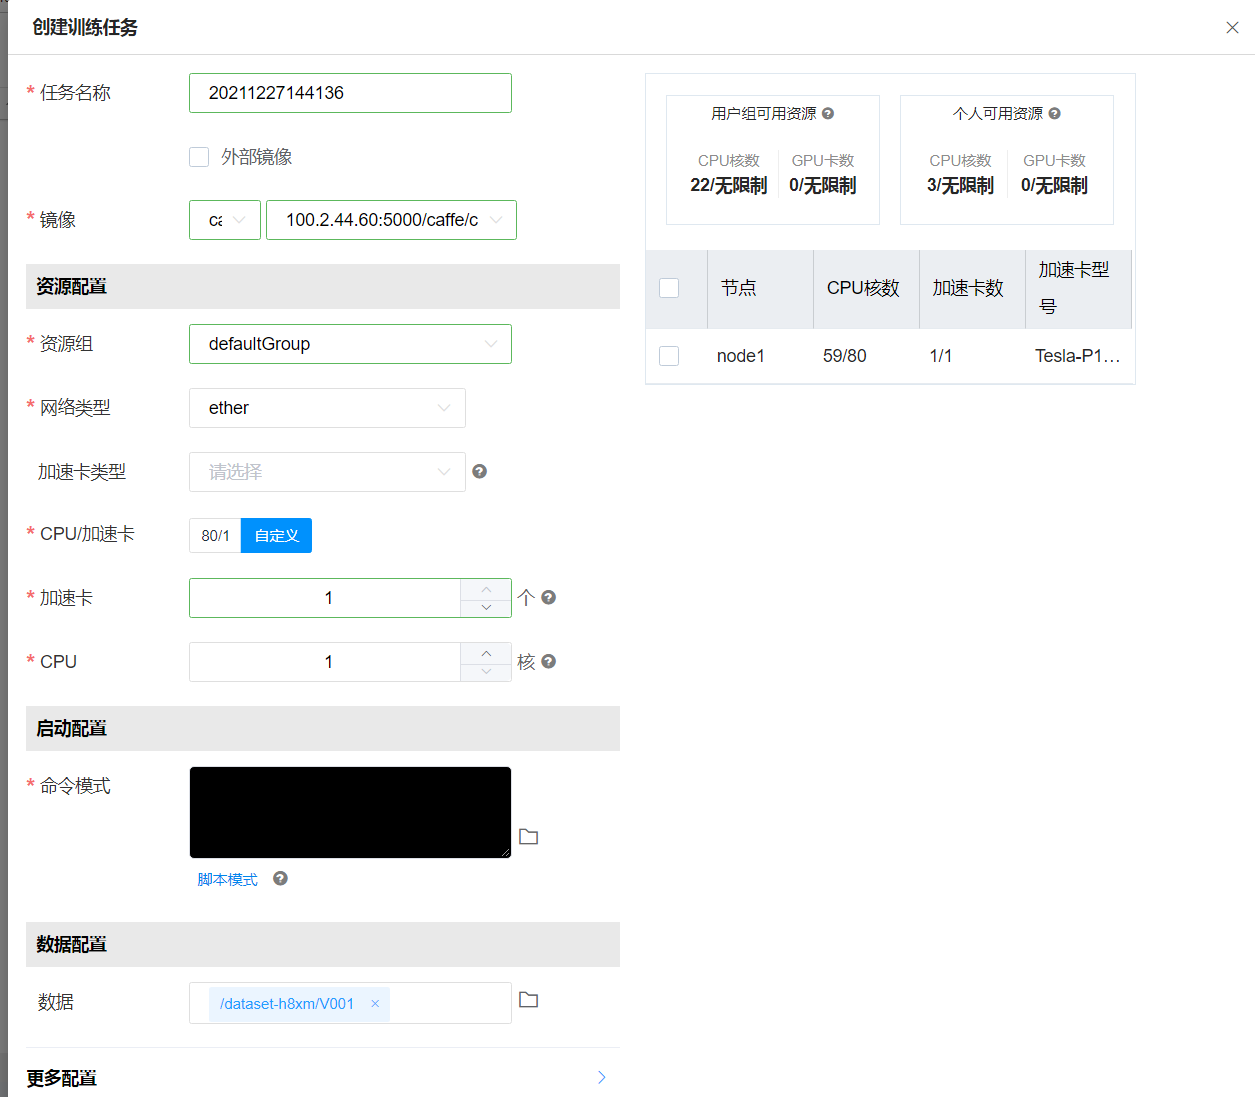 创建训练任务
* 任务名称 20211227144136
外部镜像
* 镜像 ca 100.2.44.60:5000/caffe/c
资源配置
* 资源组 defaultGroup
* 网络类型 ether
加速卡类型 请选择
* CPU/加速卡 80/1 自定义
* 加速卡 1 个
* CPU 1 核
启动配置
* 命令模式
脚本模式
数据配置
数据 /dataset-h8xm/V001 ×
更多配置
用户组可用资源
CPU核数 GPU卡数
22/无限制 0/无限制
个人可用资源
CPU核数 GPU卡数
3/无限制 0/无限制
节点 CPU核数 加速卡数 加速卡型号
node1 59/80 1/1 Tesla-P1...